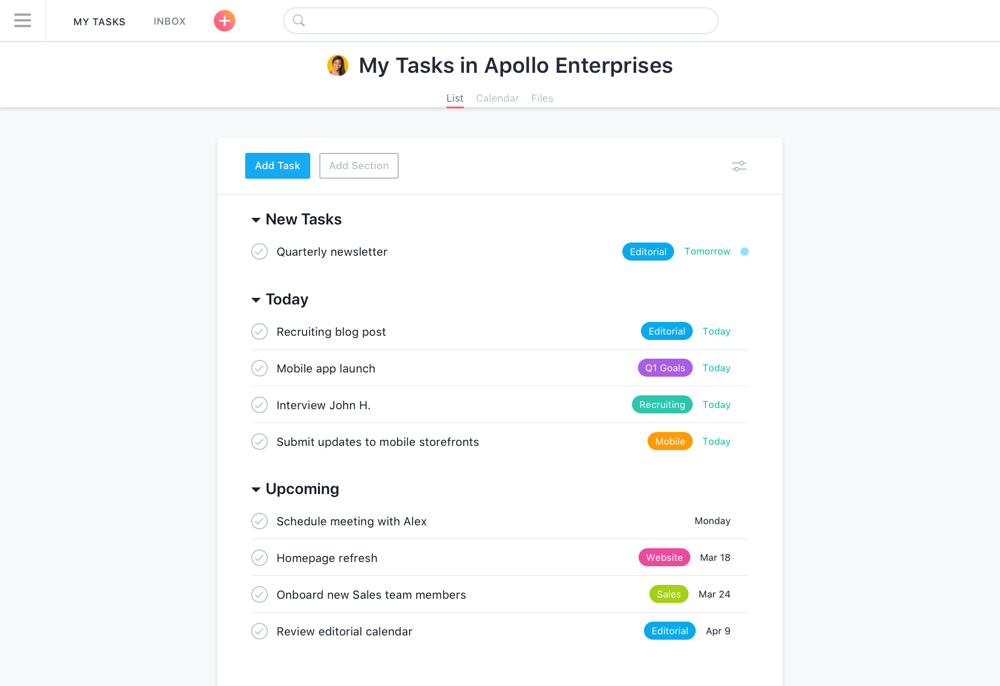 MY TASKS INBOX
My Tasks in Apollo Enterprises
List Calendar Files
Add Task Add Section
New Tasks
Quarterly newsletter Editorial Tomorrow
Today
Recruiting blog post Editorial Today
Mobile app launch Q1 Goals Today
Interview John H. Recruiting Today
Submit updates to mobile storefronts Mobile Today
Upcoming
Schedule meeting with Alex Monday
Homepage refresh Website Mar 18
Onboard new Sales team members Sales Mar 24
Review editorial calendar Editorial Apr 9